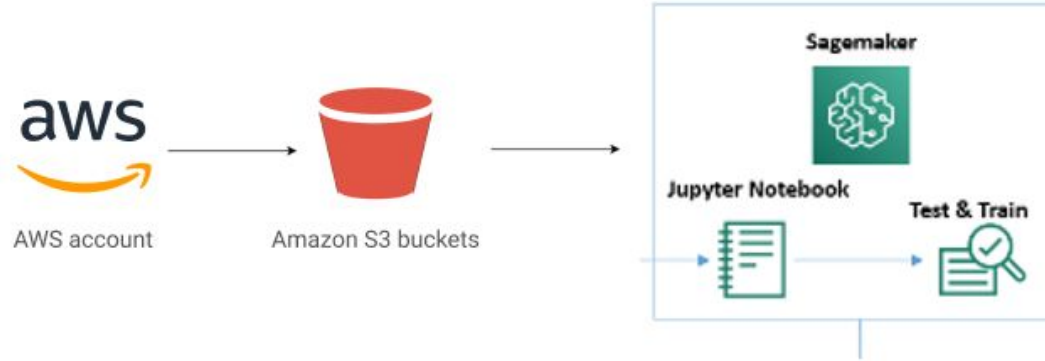 Sagemaker
aws
Jupyter Notebook
Test & Train
AWS account
Amazon S3 buckets